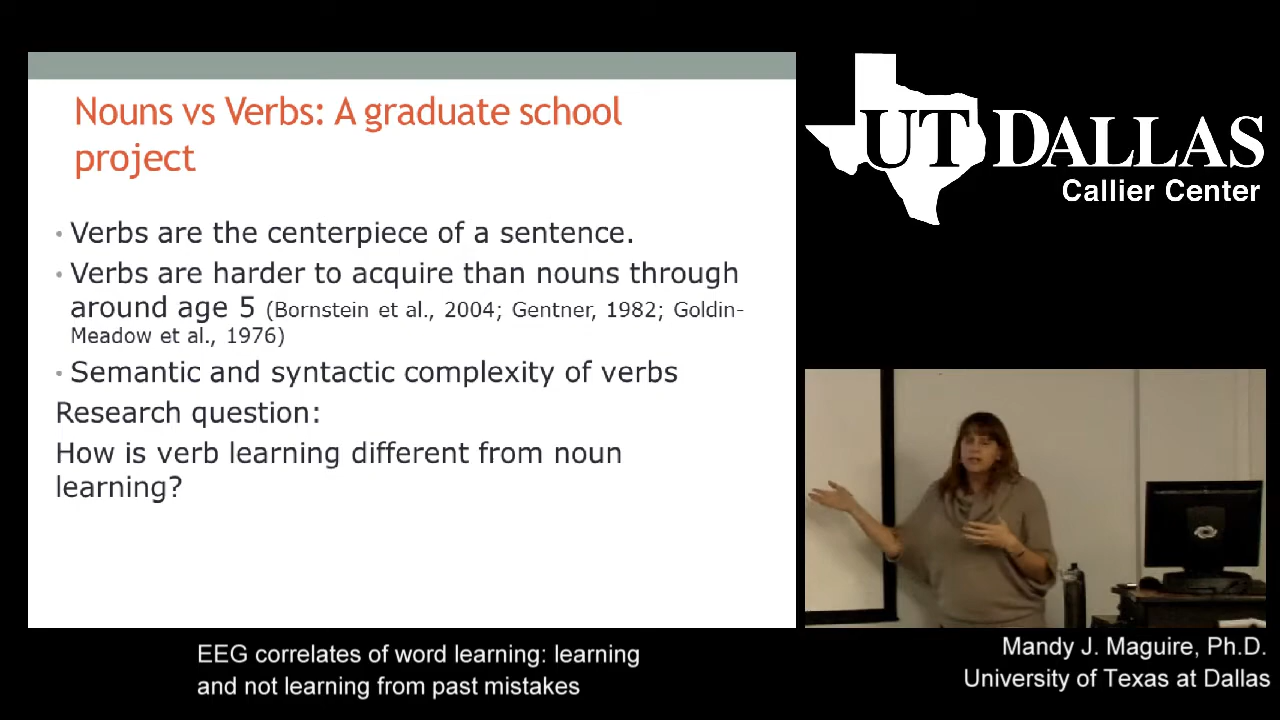 Nouns vs Verbs: A graduate school
project
• Verbs are the centerpiece of a sentence.
• Verbs are harder to acquire than nouns through
around age 5 (Bornstein et al., 2004; Gentner, 1982; Goldin-
Meadow et al., 1976)
• Semantic and syntactic complexity of verbs
Research question:
How is verb learning different from noun
learning?
UT DALLAS
Callier Center
EEG correlates of word learning: learning
and not learning from past mistakes
Mandy J. Maguire, Ph.D.
University of Texas at Dallas